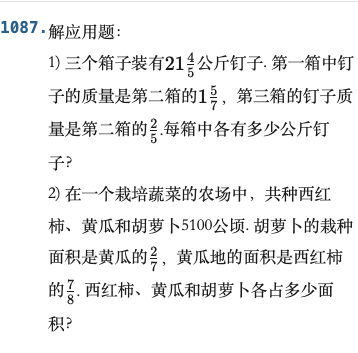 1087. 解应用题：
1) 三个箱子装有21 4/5 公斤钉子. 第一箱中钉
子的质量是第二箱的1 5/7，第三箱的钉子质
量是第二箱的 2/5.每箱中各有多少公斤钉
子?
2) 在一个栽培蔬菜的农场中，共种西红
柿、黄瓜和胡萝卜5100公顷. 胡萝卜的栽种
面积是黄瓜的 2/7，黄瓜地的面积是西红柿
的 7/8. 西红柿、黄瓜和胡萝卜各占多少面
积?